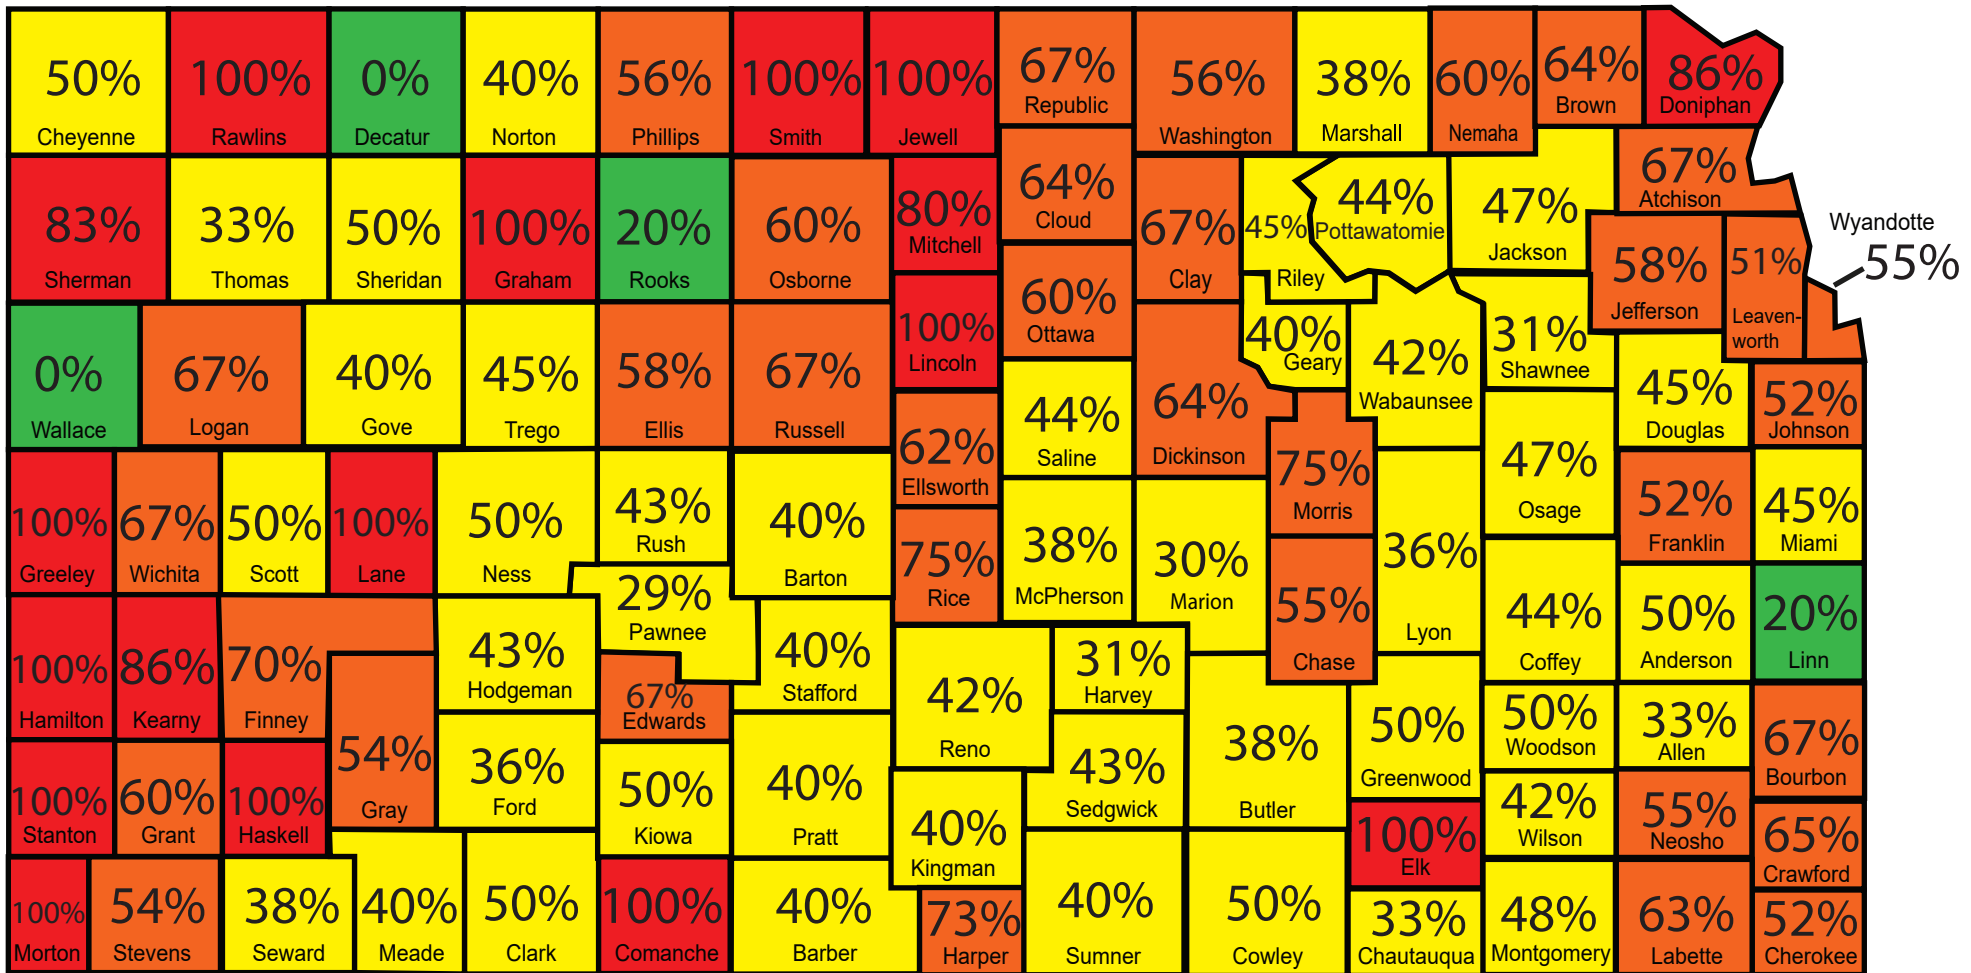 50%
Cheyenne
100%
Rawlins
0%
Decatur
40%
Norton
56%
Phillips
100%
Smith
100%
Jewell
67%
Republic
56%
Washington
38%
Marshall
60%
Nemaha
64%
Brown
86%
Doniphan
83%
Sherman
33%
Thomas
50%
Sheridan
100%
Graham
20%
Rooks
60%
Osborne
80%
Mitchell
64%
Cloud
67%
Clay
45%
Riley
44%
Pottawatomie
47%
Jackson
67%
Atchison
58%
Jefferson
51%
Leaven-
worth
Wyandotte
55%
0%
Wallace
67%
Logan
40%
Gove
45%
Trego
58%
Ellis
67%
Russell
100%
Lincoln
60%
Ottawa
64%
Dickinson
40%
Geary
42%
Wabaunsee
31%
Shawnee
45%
Douglas
52%
Johnson
62%
Ellsworth
44%
Saline
75%
Morris
47%
Osage
52%
Franklin
45%
Miami
100%
Greeley
67%
Wichita
50%
Scott
100%
Lane
50%
Ness
43%
Rush
40%
Barton
75%
Rice
38%
McPherson
30%
Marion
55%
Chase
36%
Lyon
44%
Coffey
50%
Anderson
20%
Linn
100%
Hamilton
86%
Kearny
70%
Finney
54%
Gray
43%
Hodgeman
29%
Pawnee
67%
Edwards
40%
Stafford
42%
Reno
31%
Harvey
38%
Butler
50%
Greenwood
50%
Woodson
33%
Allen
67%
Bourbon
100%
Stanton
60%
Grant
100%
Haskell
36%
Ford
50%
Kiowa
40%
Pratt
40%
Kingman
43%
Sedgwick
100%
Elk
42%
Wilson
55%
Neosho
65%
Crawford
100%
Morton
54%
Stevens
38%
Seward
40%
Meade
50%
Clark
100%
Comanche
40%
Barber
73%
Harper
40%
Sumner
50%
Cowley
33%
Chautauqua
48%
Montgomery
63%
Labette
52%
Cherokee